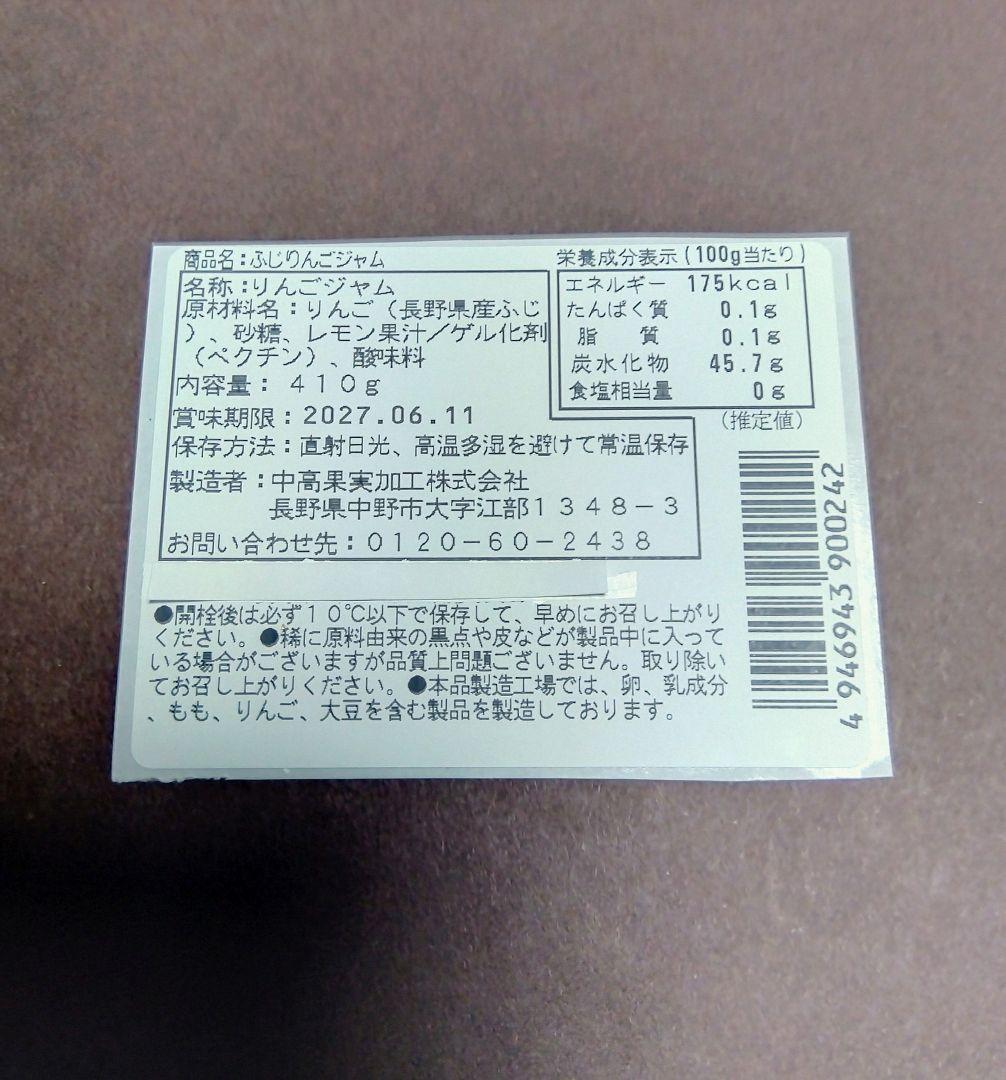 商品名：ふじりんごジャム
名称：りんごジャム
原材料名：りんご（長野県産ふじ
）、砂糖、レモン果汁／ゲル化剤
（ペクチン）、酸味料
内容量：４１０ｇ
賞味期限：2027.06.11
保存方法：直射日光、高温多湿を避けて常温保存
製造者：中高果実加工株式会社
長野県中野市大字江部１３４８－３
お問い合わせ先：０１２０－６０－２４３８
栄養成分表示(100g当たり)
エネルギー 175kcal
たんぱく質 0.1g
脂質 0.1g
炭水化物 45.7g
食塩相当量 0g
（推定値）
●開栓後は必ず１０℃以下で保存して、早めにお召し上がり
ください。●稀に原料由来の黒点や皮などが製品中に入って
いる場合がございますが品質上問題ございません。取り除い
てお召し上がりください。●本品製造工場では、卵、乳成分
、もも、りんご、大豆を含む製品を製造しております。
4 946943 900242